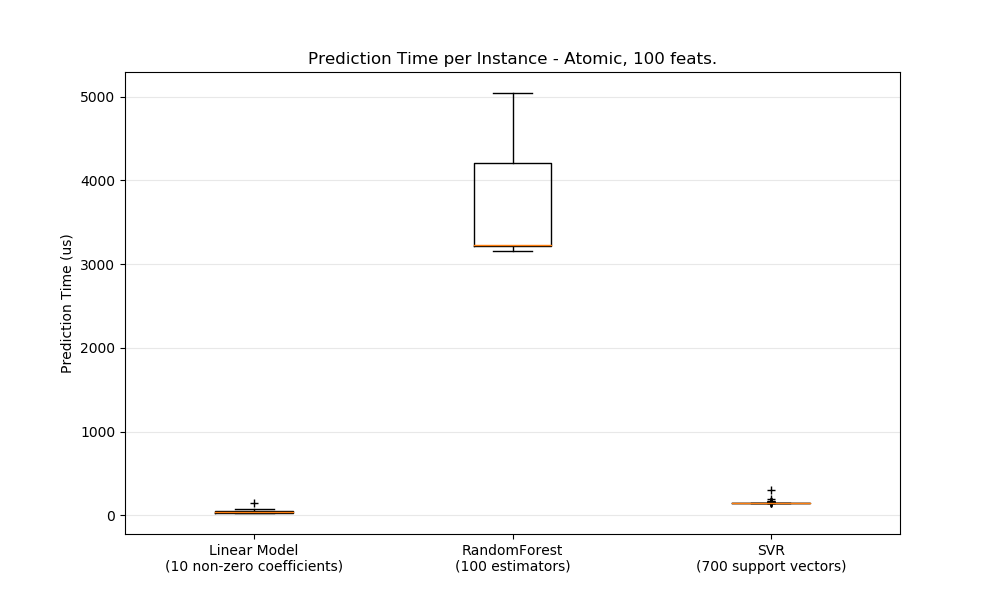 Prediction Time per Instance - Atomic, 100 feats.
5000
4000
3000
2000
1000
0
Prediction Time (us)
Linear Model
(10 non-zero coefficients)
RandomForest
(100 estimators)
SVR
(700 support vectors)